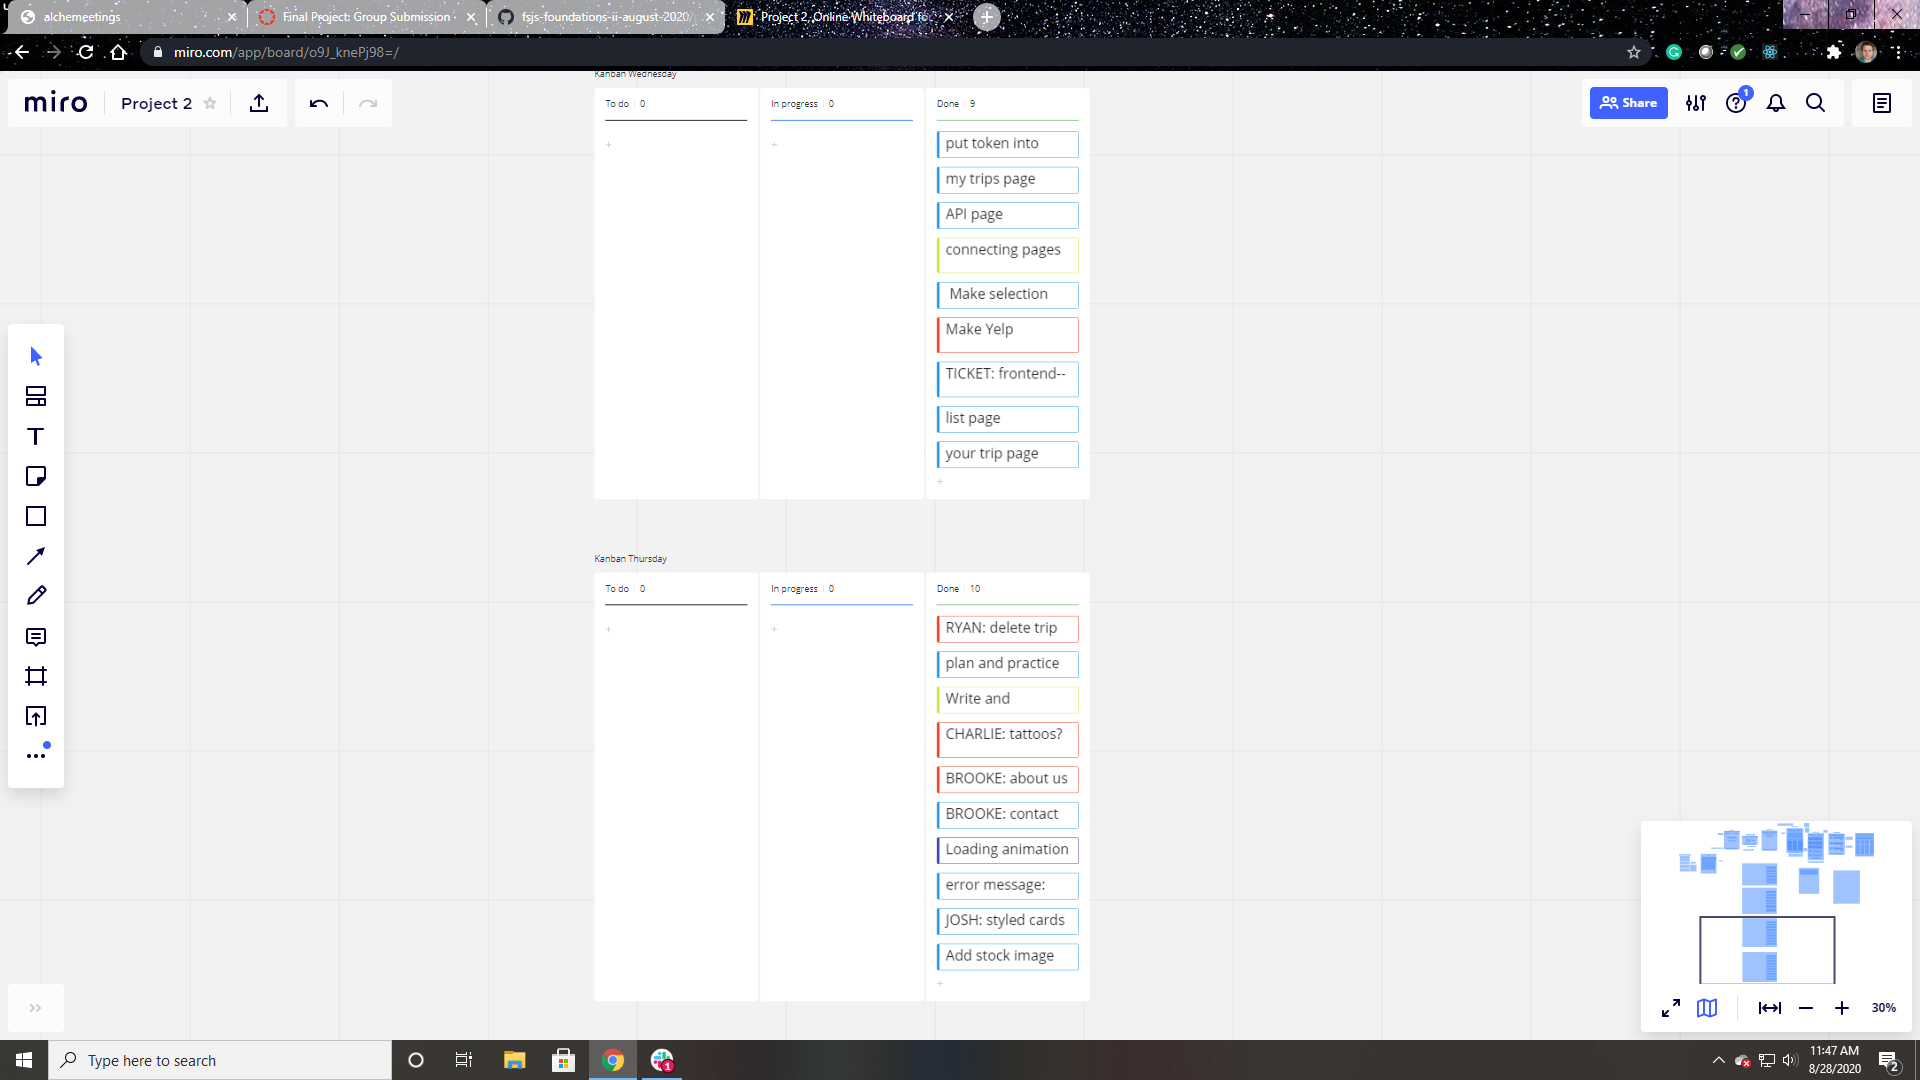 alchemeetings
Final Project: Group Submission
fsjs-foundations-ii-august-2020/
Project 2, Online Whiteboard fo
miro.com/app/board/o9J_knePj98=/
miro
Project 2
Share
1
Kanban Wednesday
To do 0
In progress 0
Done 9
+
+
put token into
my trips page
API page
connecting pages
Make selection
Make Yelp
TICKET: frontend--
list page
your trip page
+
Kanban Thursday
To do 0
In progress 0
Done 10
+
+
RYAN: delete trip
plan and practice
Write and
CHARLIE: tattoos?
BROOKE: about us
BROOKE: contact
Loading animation
error message:
JOSH: styled cards
Add stock image
+
30%
Type here to search
1
11:47 AM
8/28/2020
2